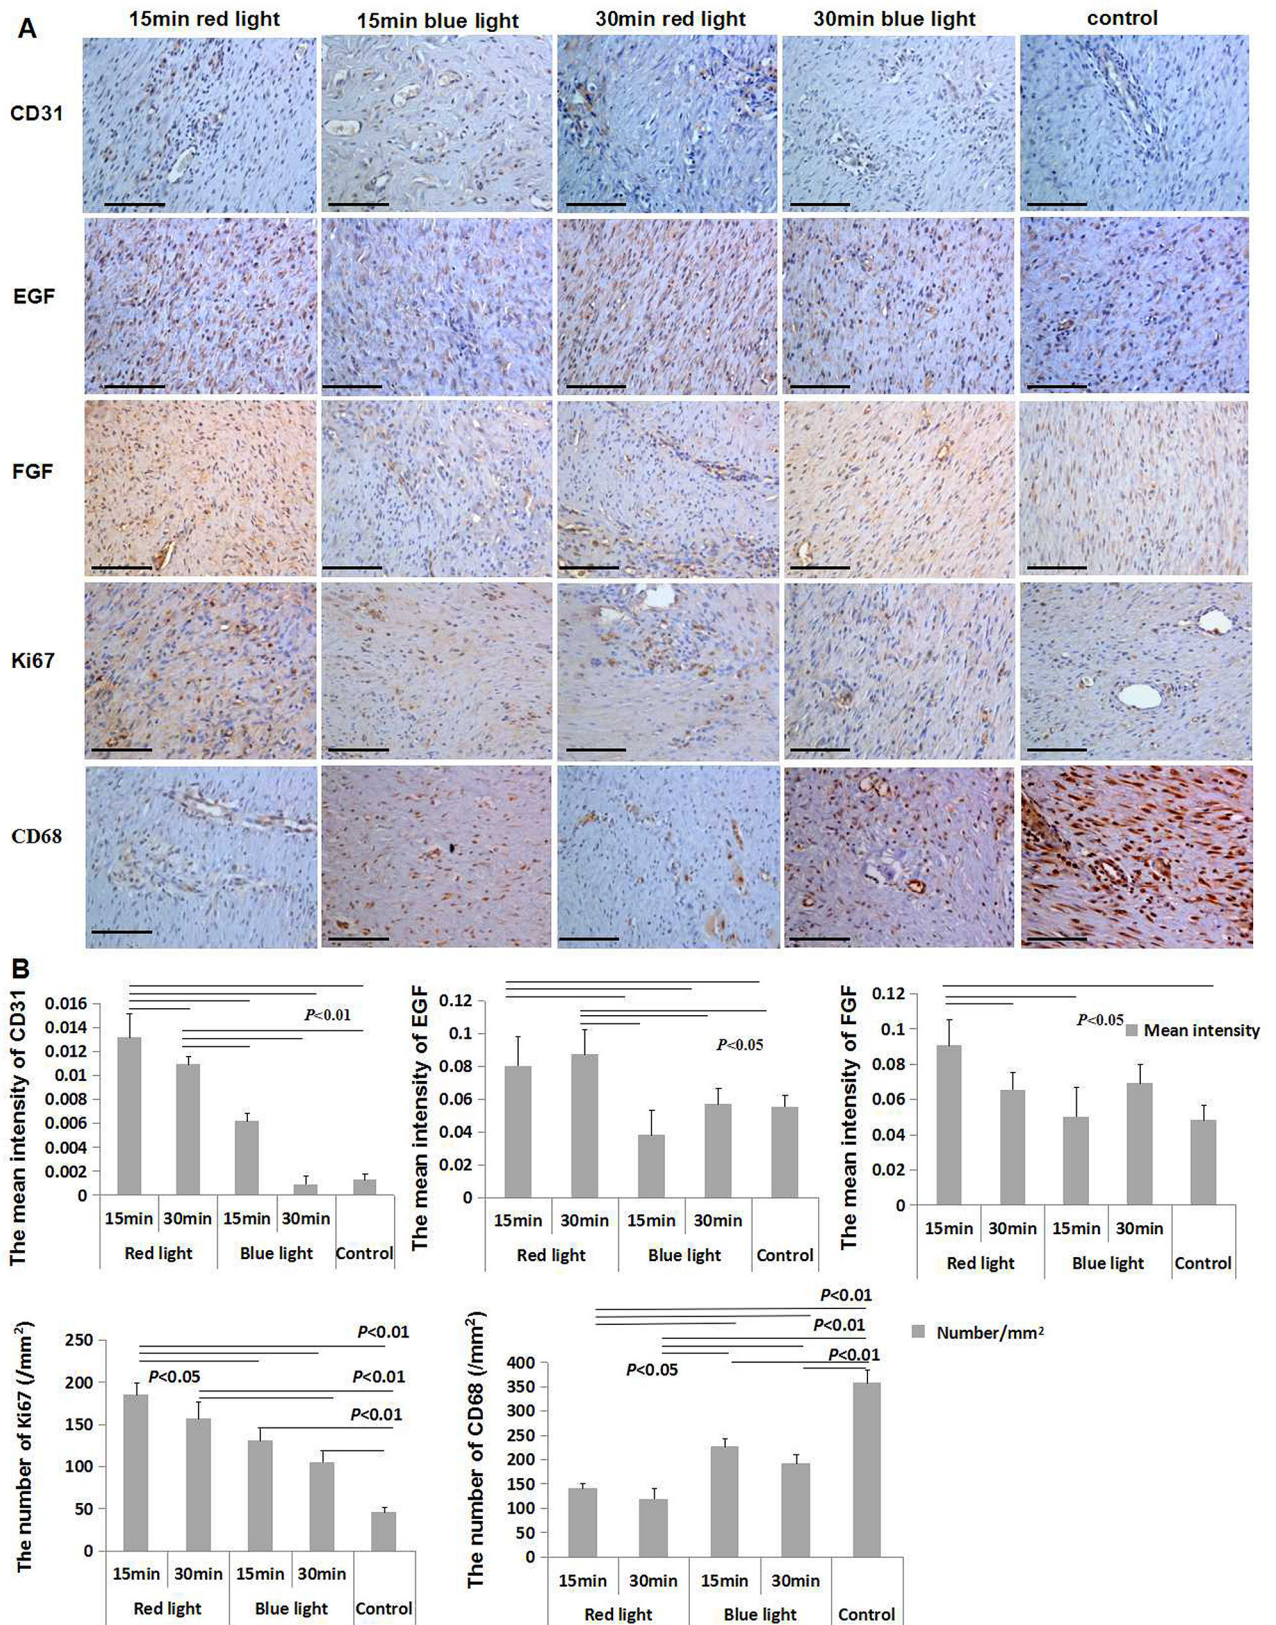 A
15min red light
15min blue light
30min red light
30min blue light
control
CD31
EGF
FGF
Ki67
CD68
B
The mean intensity of CD31
0.016
0.014
0.012
0.01
0.008
0.006
0.004
0.002
0
P<0.01
15min 30min 15min 30min
Red light Blue light Control
The mean intensity of EGF
0.12
0.1
0.08
0.06
0.04
0.02
0
P<0.05
15min 30min 15min 30min
Red light Blue light Control
The mean intensity of FGF
0.12
0.1
0.08
0.06
0.04
0.02
0
P<0.05
Mean intensity
15min 30min 15min 30min
Red light Blue light Control
The number of Ki67 (/mm²)
250
200
150
100
50
0
P<0.01
P<0.05
P<0.01
P<0.01
15min 30min 15min 30min
Red light Blue light Control
The number of CD68 (/mm²)
400
350
300
250
200
150
100
50
0
P<0.01
P<0.01
P<0.01
P<0.05
Number/mm²
15min 30min 15min 30min
Red light Blue light Control